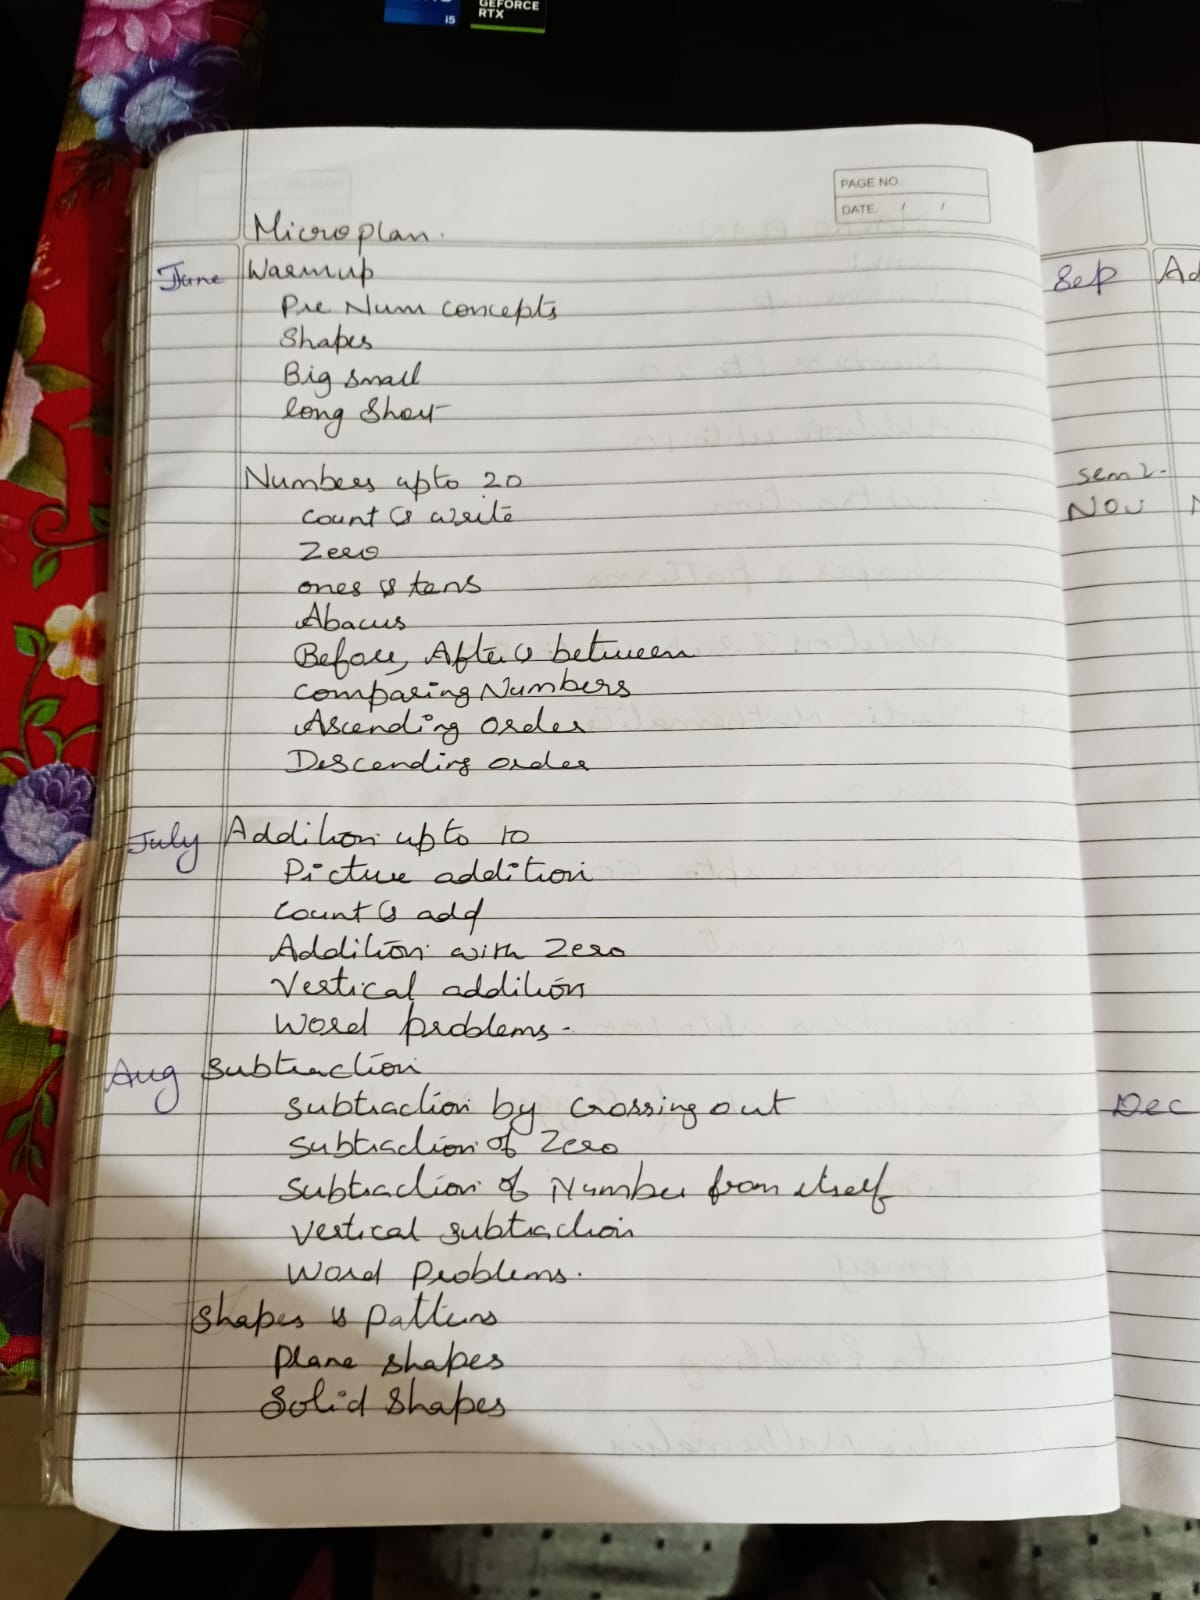 i5
GEFORCE
RTX
PAGE NO.
DATE. / /
Microplan.
June Warmup
Pre Num concepts
Shapes
Big small
long Short
Numbers upto 20
count & write
Zero
ones & tens
Abacus
Before, After & between
comparing Numbers
Ascending order
Descending order
July Addition upto 10
Picture addition
count & add
Addition with Zero
Vertical addition
Word problems.
Aug Subtraction
subtraction by crossing out
subtraction of Zero
subtraction of Number from itself
vertical subtraction
Word Problems.
Shapes & patterns
Plane shapes
Solid Shapes
Sep Ad
sem 2.
Nov
Dec